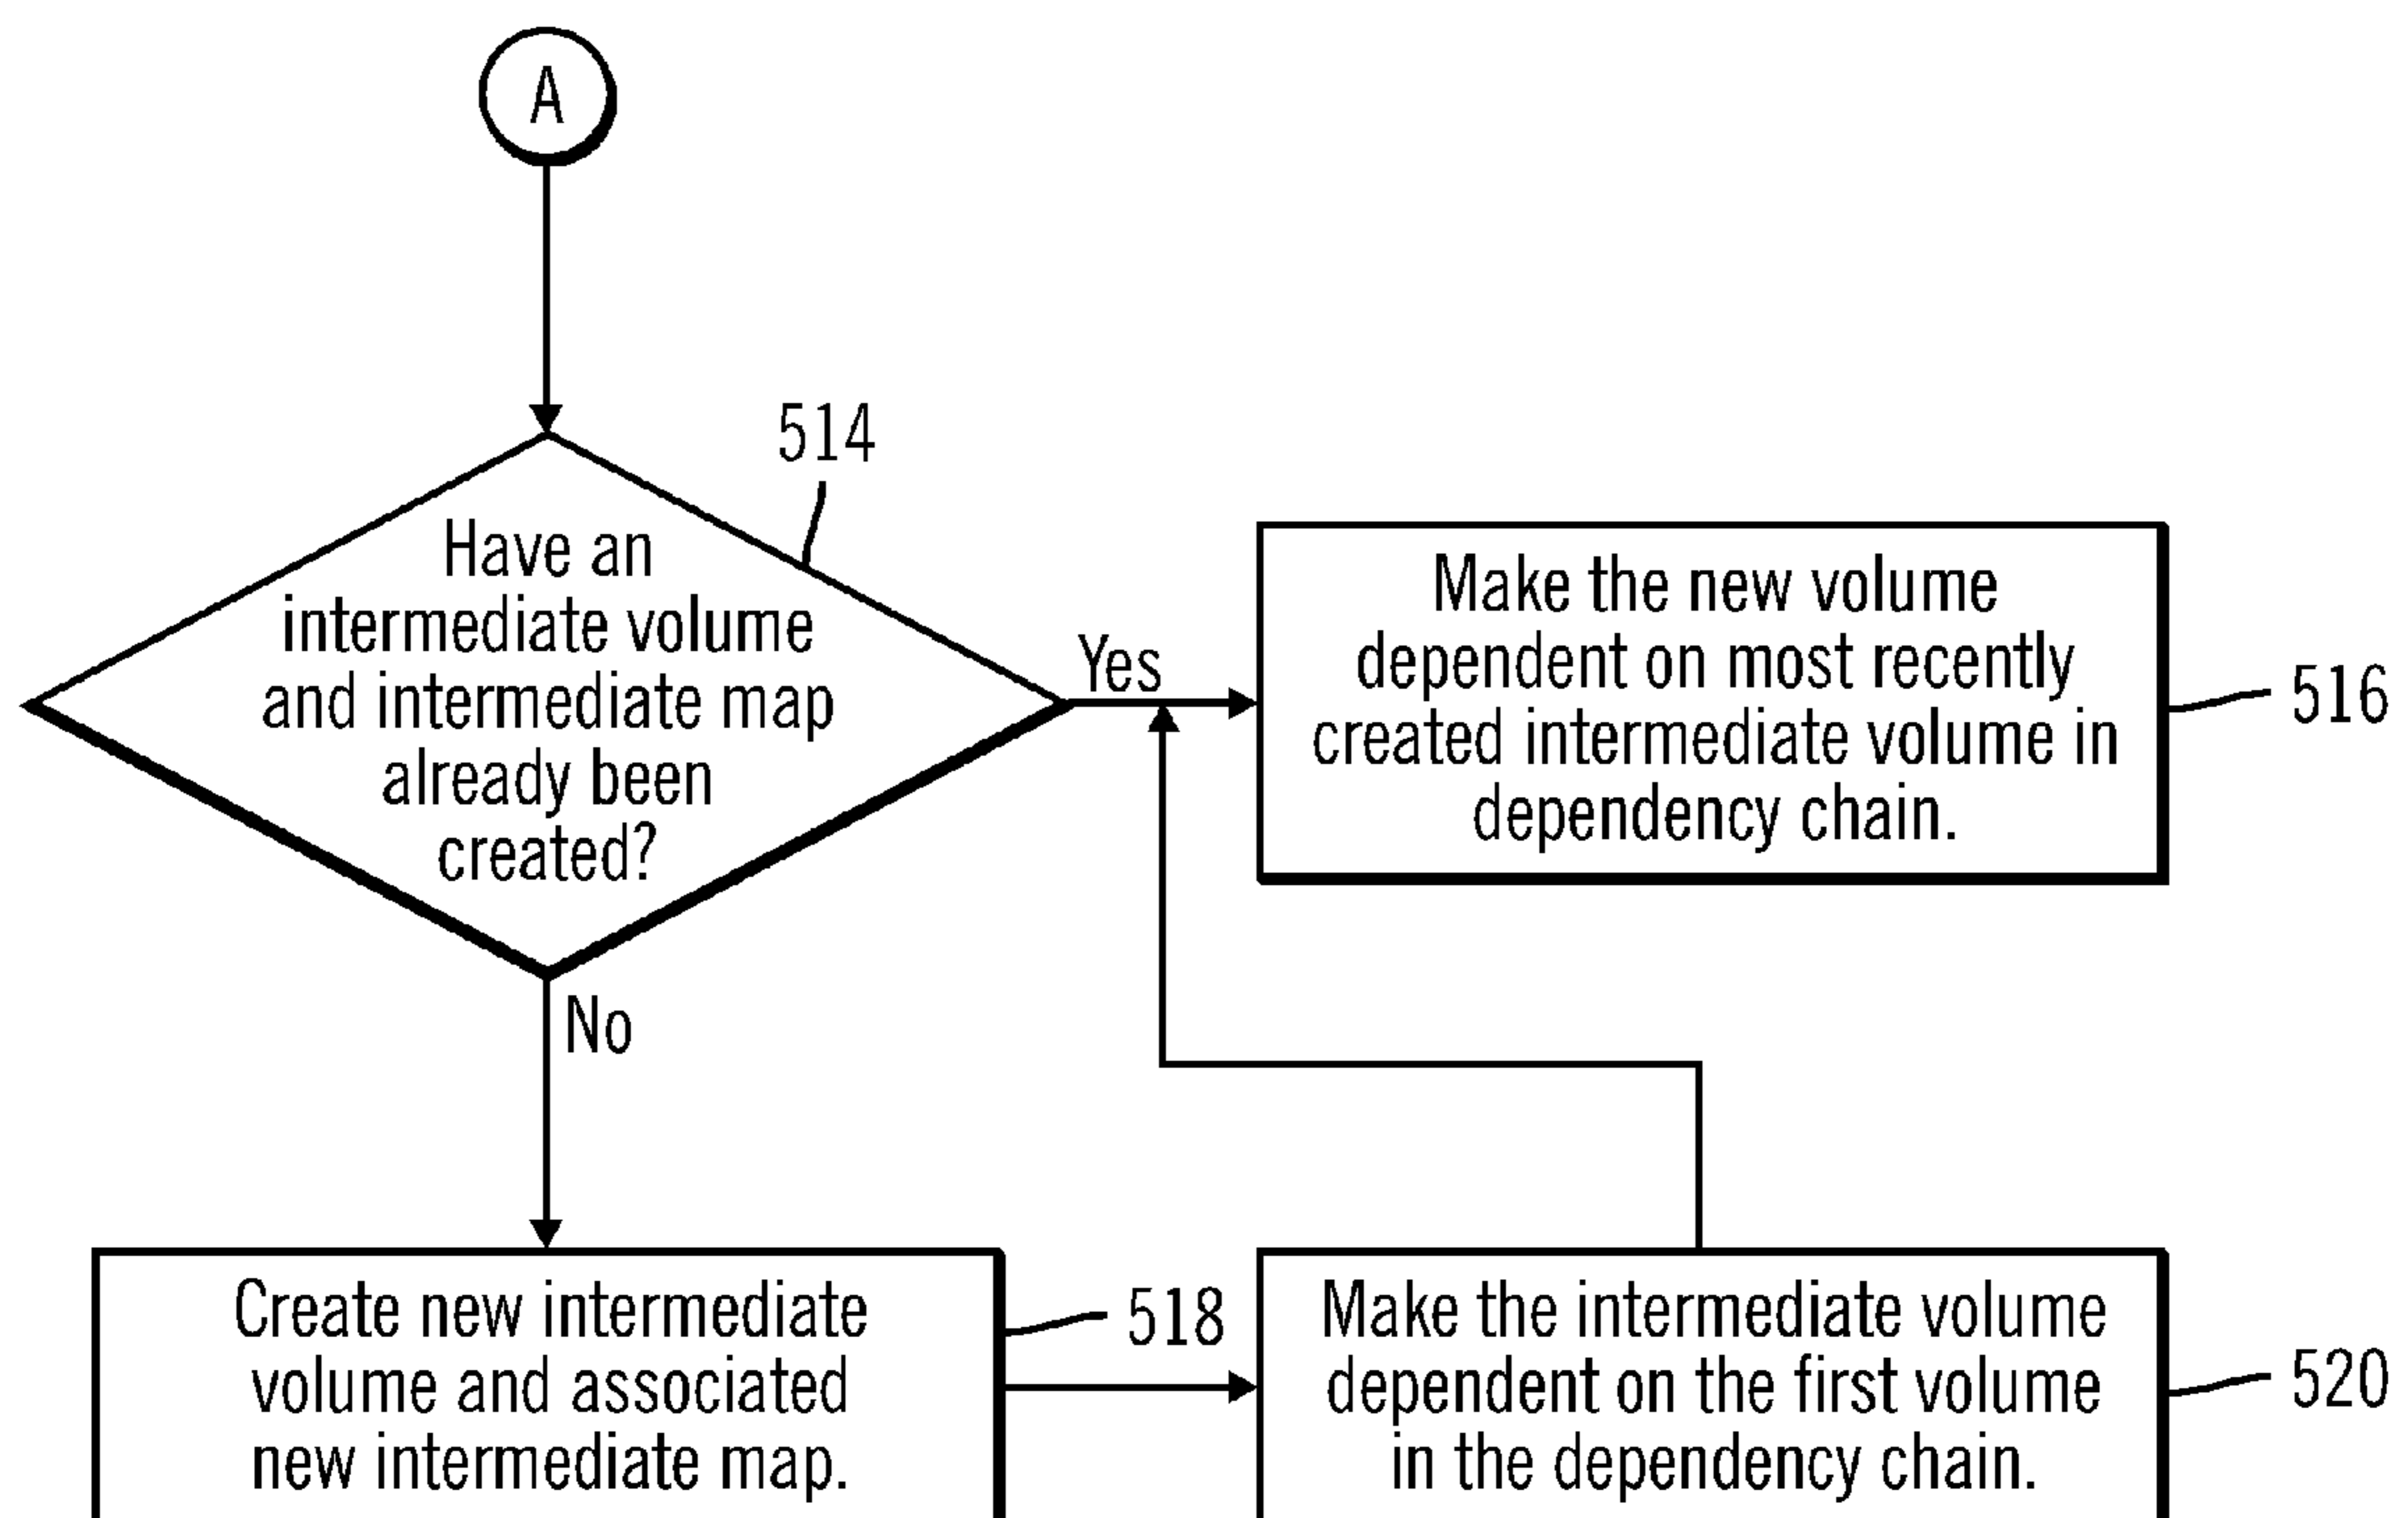 A
514
Have an
intermediate volume
and intermediate map
already been
created?
Yes
Make the new volume
dependent on most recently
created intermediate volume in
dependency chain.
516
No
Create new intermediate
volume and associated
new intermediate map.
518
Make the intermediate volume
dependent on the first volume
in the dependency chain.
520